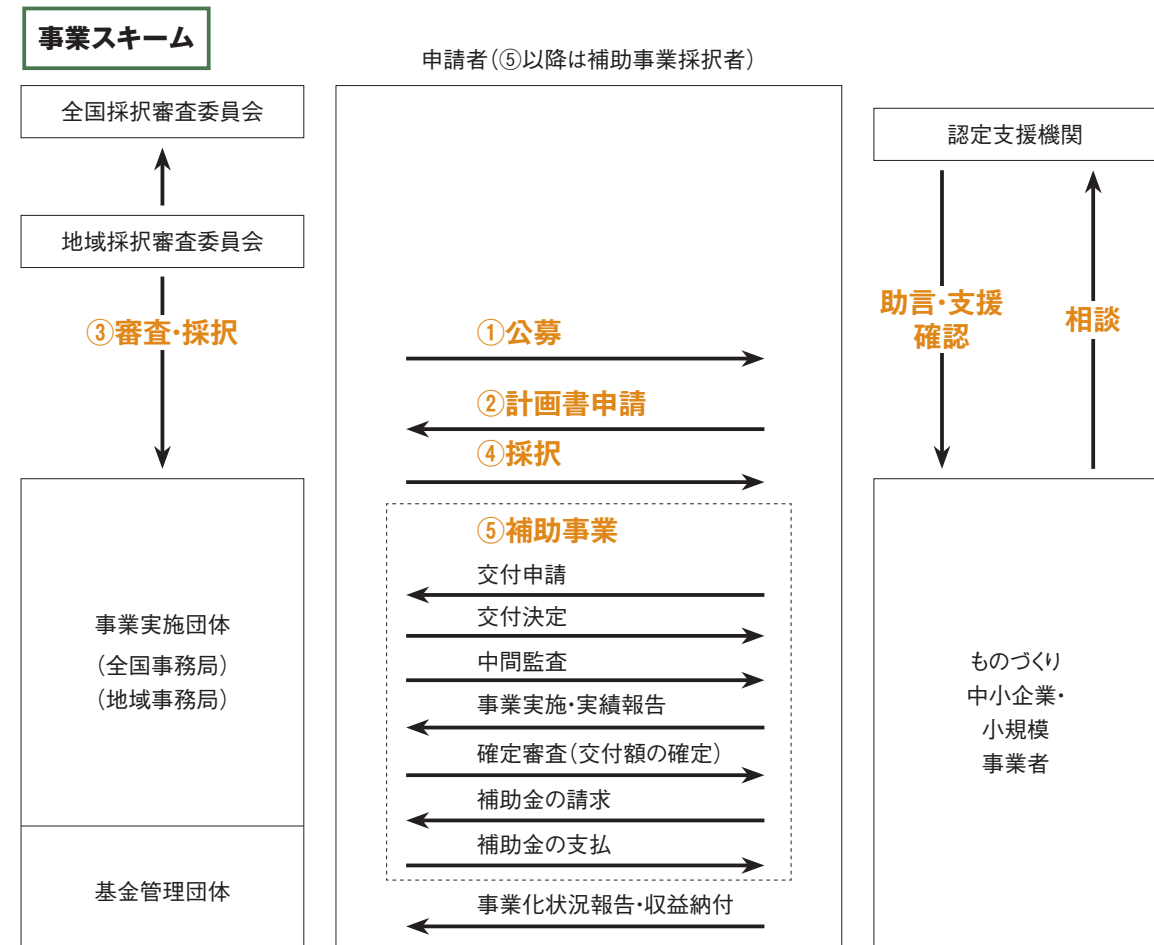 事業スキーム
申請者(⑤以降は補助事業採択者)
全国採択審査委員会
地域採択審査委員会
③審査・採択
事業実施団体
(全国事務局)
(地域事務局)
基金管理団体
①公募
②計画書申請
④採択
⑤補助事業
交付申請
交付決定
中間監査
事業実施・実績報告
確定審査(交付額の確定)
補助金の請求
補助金の支払
事業化状況報告・収益納付
認定支援機関
助言・支援
確認
相談
ものづくり
中小企業・
小規模
事業者